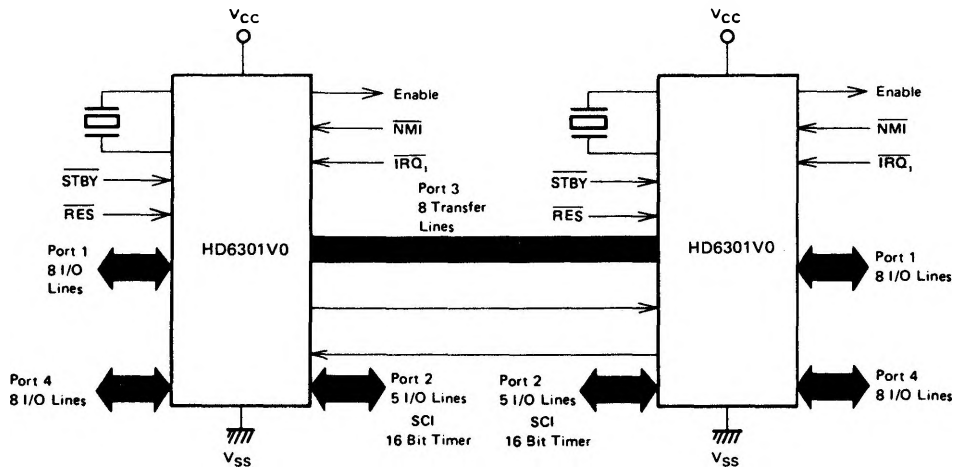 VCC
Enable
NMI
IRQ1
STBY
RES
HD6301V0
Port 1
8 I/O
Lines
Port 4
8 I/O Lines
Port 2
5 I/O Lines
SCI
16 Bit Timer
VSS
Port 3
8 Transfer
Lines
VCC
Enable
NMI
IRQ1
STBY
RES
HD6301V0
Port 1
8 I/O Lines
Port 2
5 I/O Lines
SCI
16 Bit Timer
Port 4
8 I/O Lines
VSS